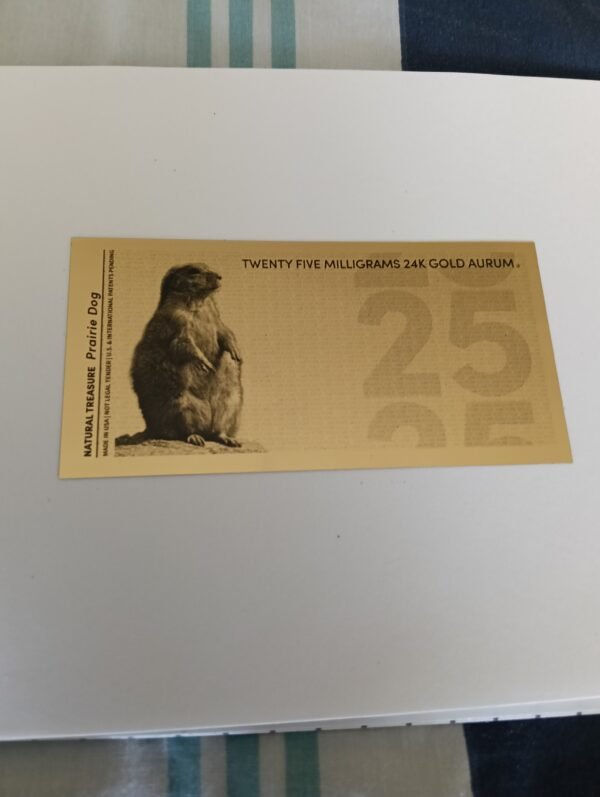 TWENTY FIVE MILLIGRAMS 24K GOLD AURUM®
25
25
NATURAL TREASURE Prairie Dog
MADE IN USA | NOT LEGAL TENDER | U.S. & INTERNATIONAL PATENTS PENDING